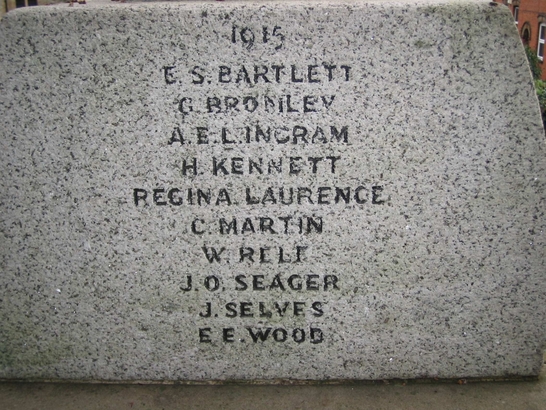 1915
E. S. BARTLETT
G. BROMLEY
A. E. L. INGRAM
H. KENNETT
REGINA LAURENCE
C. MARTIN
W. RELF
J. O. SEAGER
J. SELVES
E. E. WOOD